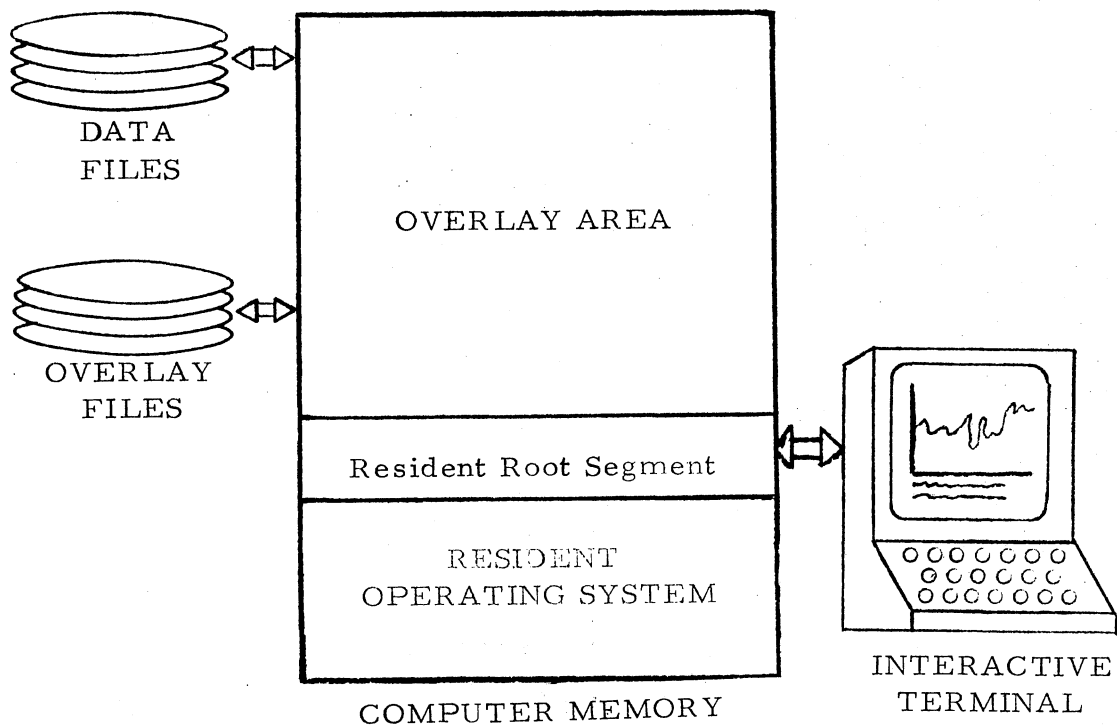 DATA
FILES
OVERLAY AREA
OVERLAY
FILES
Resident Root Segment
RESIDENT
OPERATING SYSTEM
INTERACTIVE
TERMINAL
COMPUTER MEMORY